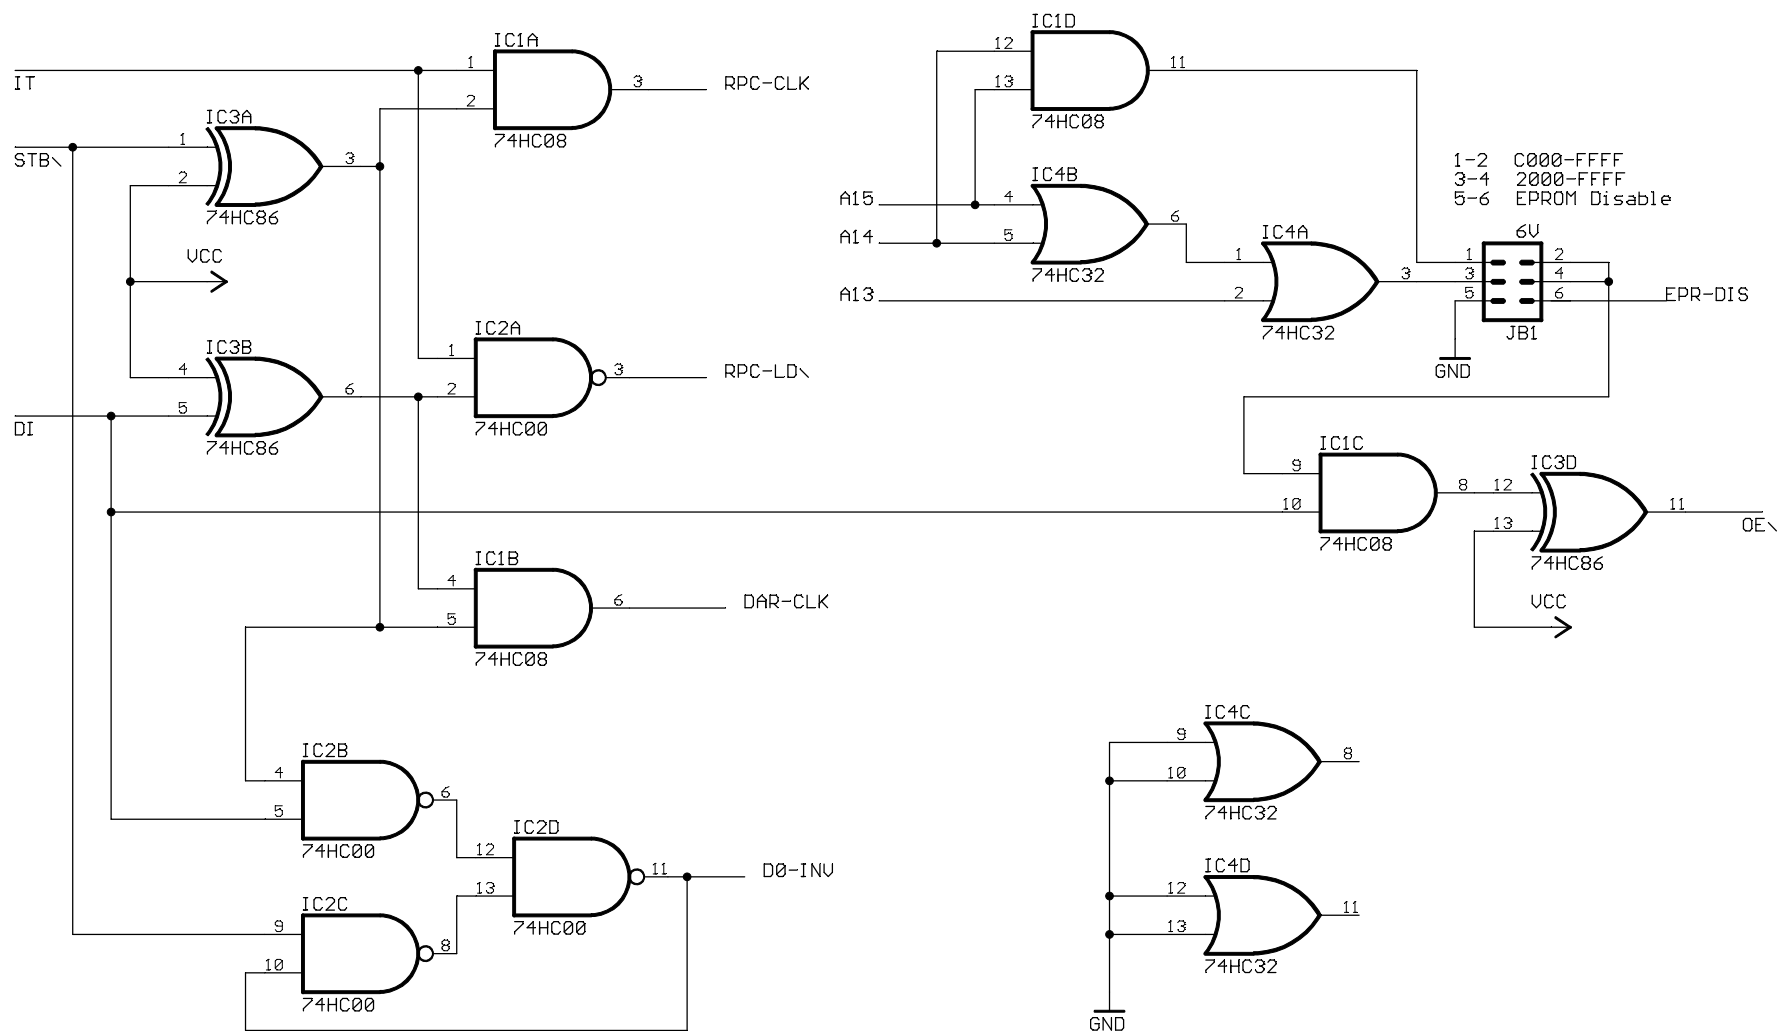 IT
STB\
DI
IC1A
1
2
3
74HC08
RPC-CLK
IC3A
1
2
3
74HC86
VCC
IC3B
4
5
6
74HC86
IC2A
1
2
3
74HC00
RPC-LD\
IC1B
4
5
6
74HC08
DAR-CLK
IC2B
4
5
6
74HC00
IC2C
9
10
8
74HC00
IC2D
12
13
11
74HC00
D0-INV
IC1D
12
13
11
74HC08
A15
A14
A13
IC4B
4
5
6
74HC32
IC4A
1
2
3
74HC32
1-2 C000-FFFF
3-4 2000-FFFF
5-6 EPROM Disable
6V
1 2
3 4
5 6
JB1
GND
EPR-DIS
IC1C
9
10
8
74HC08
IC3D
12
13
11
74HC86
OE\
VCC
IC4C
9
10
8
74HC32
IC4D
12
13
11
74HC32
GND